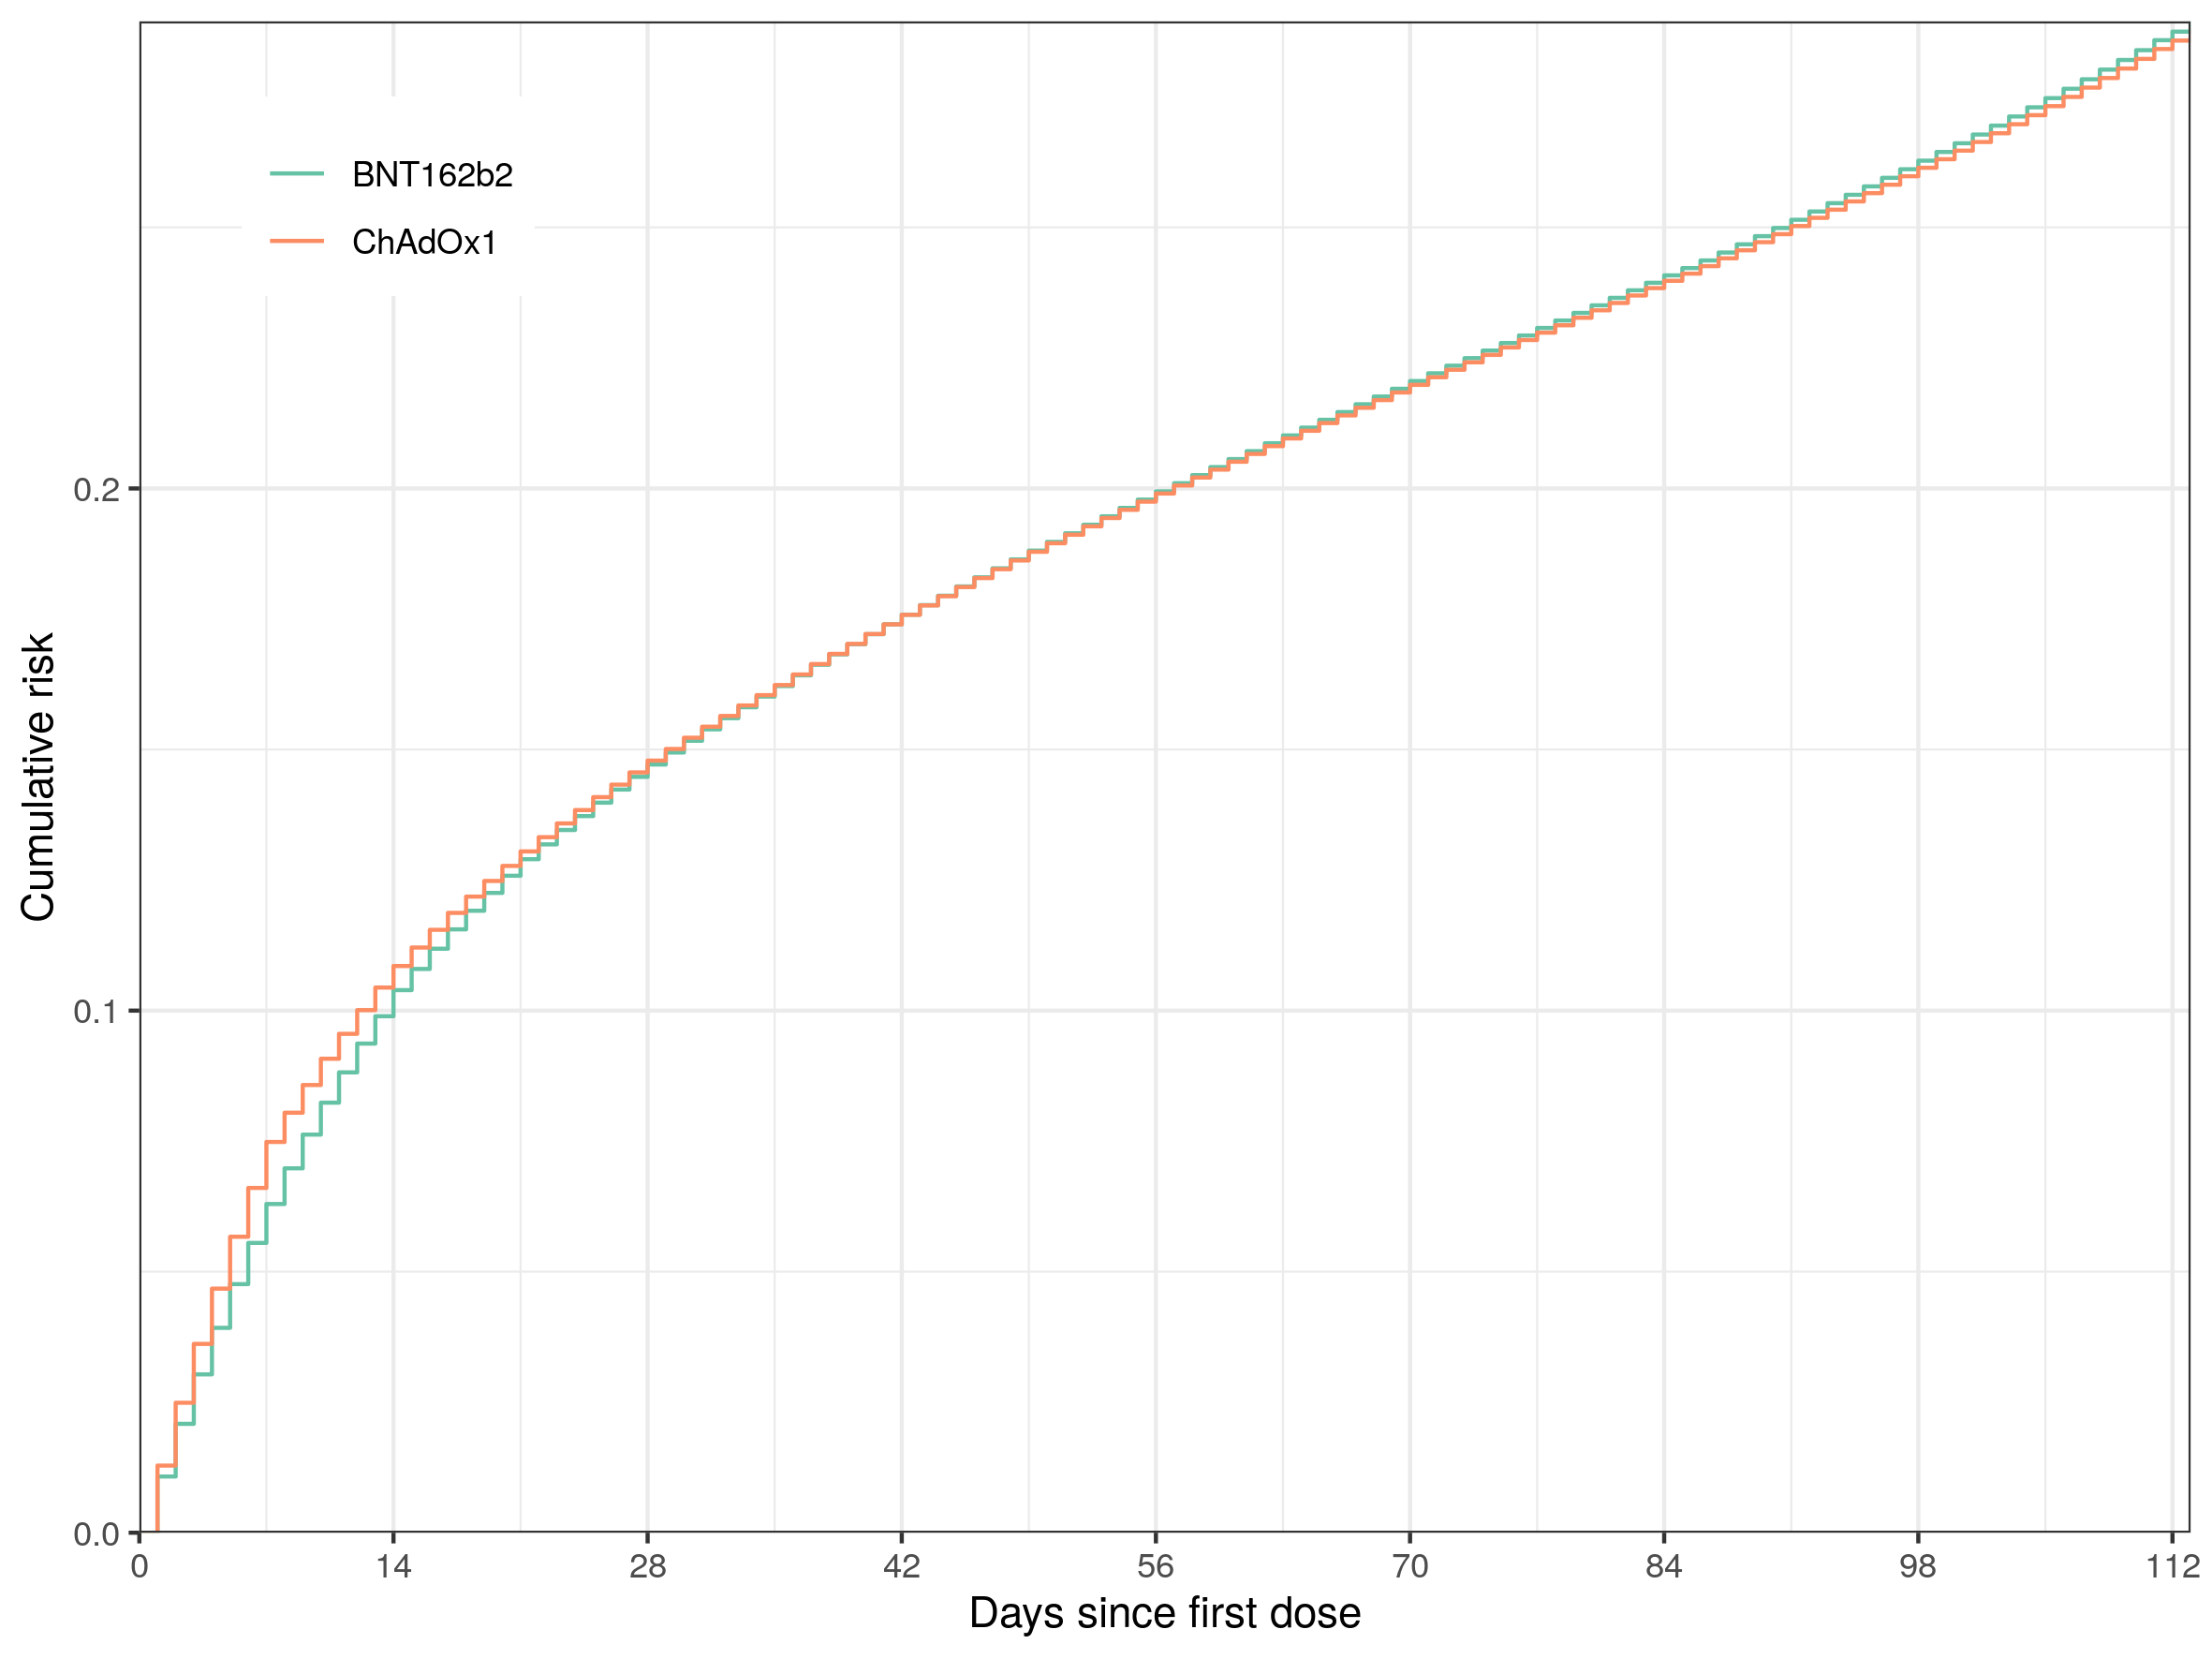 BNT162b2
ChAdOx1
0.2
0.1
0.0
Cumulative risk
0 14 28 42 56 70 84 98 112
Days since first dose